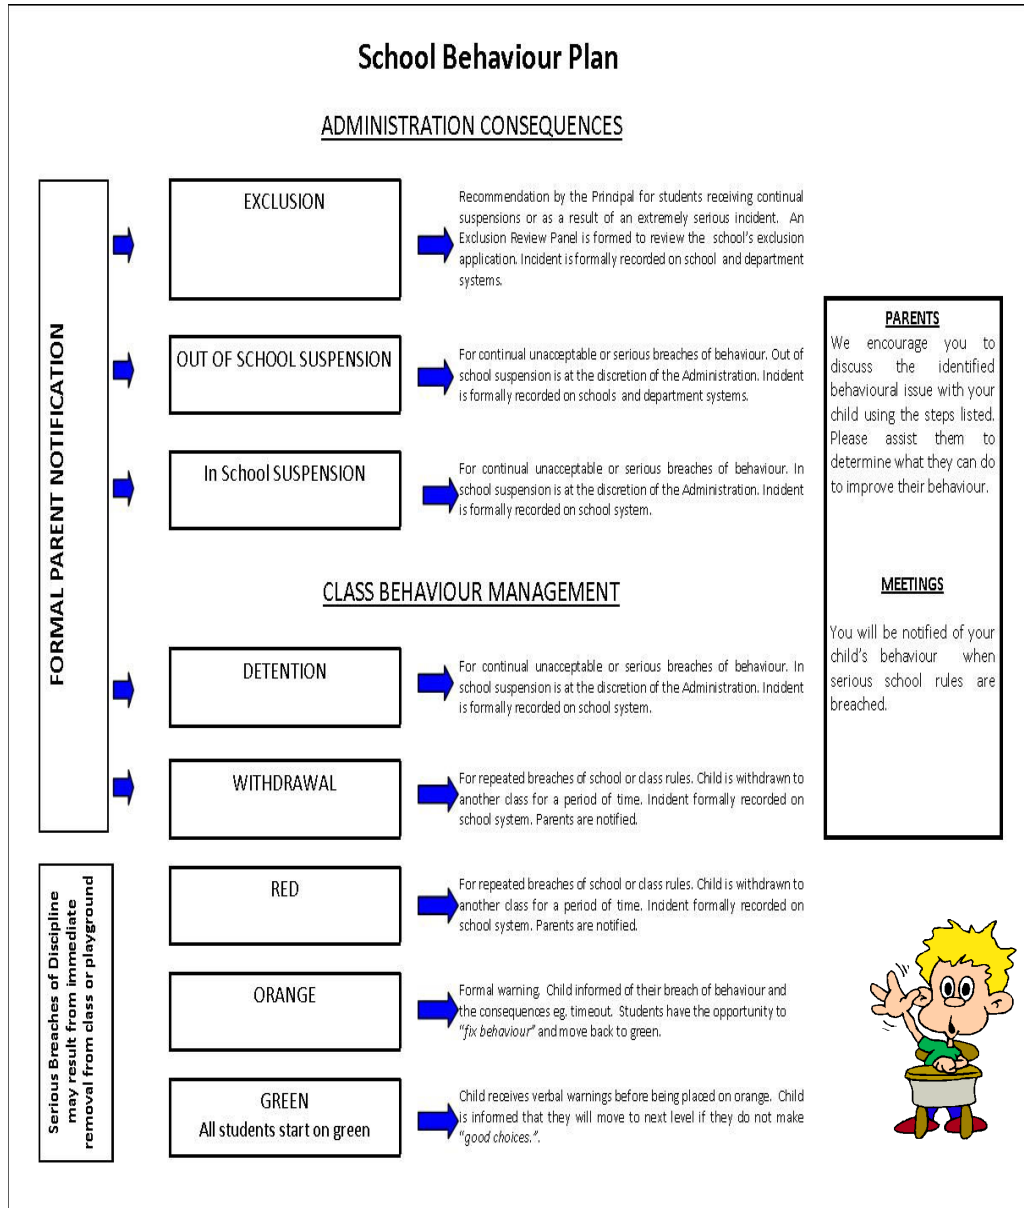 School Behaviour Plan
ADMINISTRATION CONSEQUENCES
FORMAL PARENT NOTIFICATION
EXCLUSION
Recommendation by the Principal for students receiving continual
suspensions or as a result of an extremely serious incident. An
Exclusion Review Panel is formed to review the school's exclusion
application. Incident is formally recorded on school and department
systems.
OUT OF SCHOOL SUSPENSION
For continual unacceptable or serious breaches of behaviour. Out of
school suspension is at the discretion of the Administration. Incident
is formally recorded on schools and department systems.
In School SUSPENSION
For continual unacceptable or serious breaches of behaviour. In
school suspension is at the discretion of the Administration. Incident
is formally recorded on school system.
PARENTS
We encourage you to
discuss the identified
behavioural issue with your
child using the steps listed.
Please assist them to
determine what they can do
to improve their behaviour.
MEETINGS
You will be notified of your
child's behaviour when
serious school rules are
breached.
CLASS BEHAVIOUR MANAGEMENT
DETENTION
For continual unacceptable or serious breaches of behaviour. In
school suspension is at the discretion of the Administration. Incident
is formally recorded on school system.
WITHDRAWAL
For repeated breaches of school or class rules. Child is withdrawn to
another class for a period of time. Incident formally recorded on
school system. Parents are notified.
Serious Breaches of Discipline
may result from immediate
removal from class or playground
RED
For repeated breaches of school or class rules. Child is withdrawn to
another class for a period of time. Incident formally recorded on
school system. Parents are notified.
ORANGE
Formal warning. Child informed of their breach of behaviour and
the consequences eg. timeout. Students have the opportunity to
"fix behaviour" and move back to green.
GREEN
All students start on green
Child receives verbal warnings before being placed on orange. Child
is informed that they will move to next level if they do not make
"good choices.".